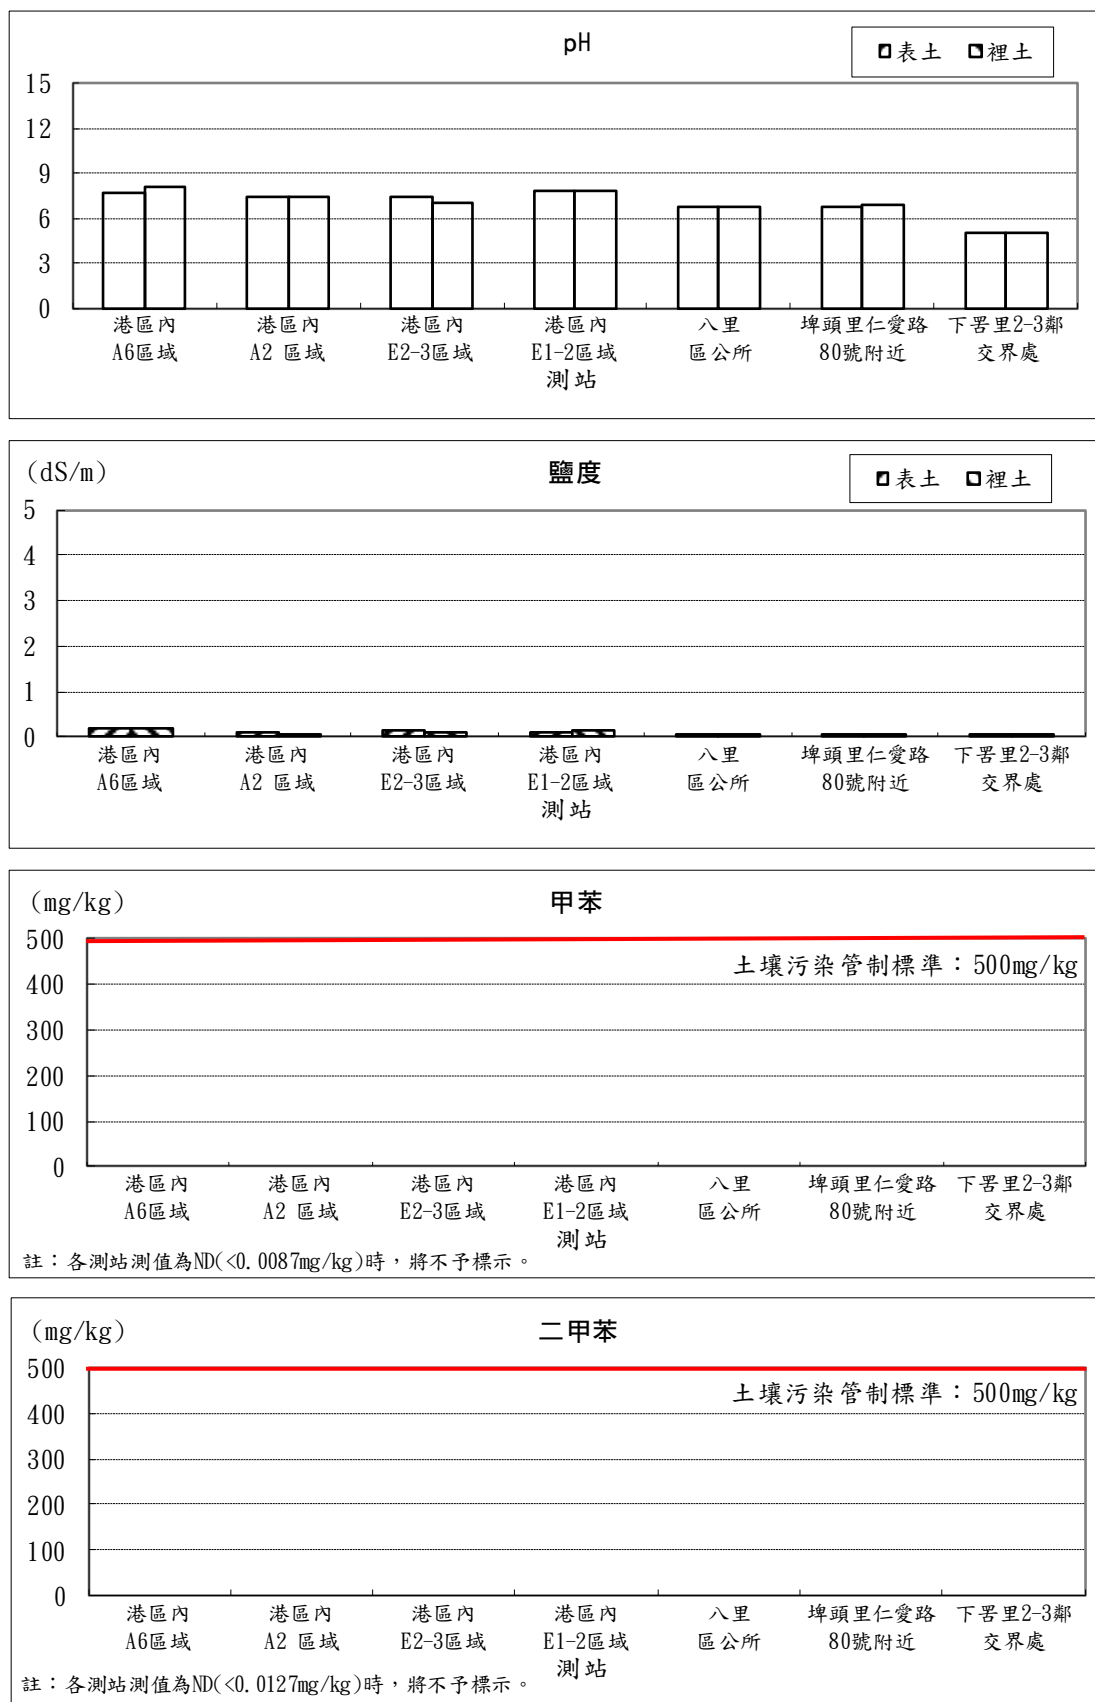 pH
表土 裡土
15
12
9
6
3
0
港區內 港區內 港區內 港區內 八里 埤頭里仁愛路 下罟里2-3鄰
A6區域 A2 區域 E2-3區域 E1-2區域 區公所 80號附近 交界處
測站
(dS/m) 鹽度
表土 裡土
5
4
3
2
1
0
港區內 港區內 港區內 港區內 八里 埤頭里仁愛路 下罟里2-3鄰
A6區域 A2 區域 E2-3區域 E1-2區域 區公所 80號附近 交界處
測站
(mg/kg) 甲苯
500
土壤污染管制標準：500mg/kg
400
300
200
100
0
港區內 港區內 港區內 港區內 八里 埤頭里仁愛路 下罟里2-3鄰
A6區域 A2 區域 E2-3區域 E1-2區域 區公所 80號附近 交界處
測站
註：各測站測值為ND(<0.0087mg/kg)時，將不予標示。
(mg/kg) 二甲苯
500
土壤污染管制標準：500mg/kg
400
300
200
100
0
港區內 港區內 港區內 港區內 八里 埤頭里仁愛路 下罟里2-3鄰
A6區域 A2 區域 E2-3區域 E1-2區域 區公所 80號附近 交界處
測站
註：各測站測值為ND(<0.0127mg/kg)時，將不予標示。